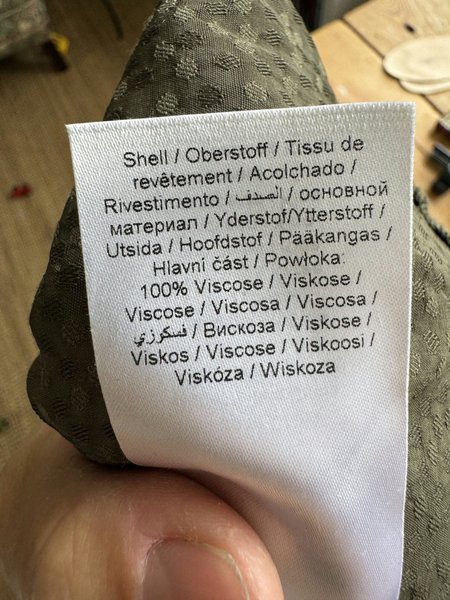 Shell / Oberstoff / Tissu de
revêtement / Acolchado /
Rivestimento / الصدف / основной
материал / Yderstof/Ytterstoff /
Utsida / Hoofdstof / Pääkangas /
Hlavní část / Powłoka:
100% Viscose / Viskose /
Viscose / Viscosa / Viscosa /
فسكوزي / Вискоза / Viskose /
Viskos / Viscose / Viskoosi /
Viskóza / Wiskoza